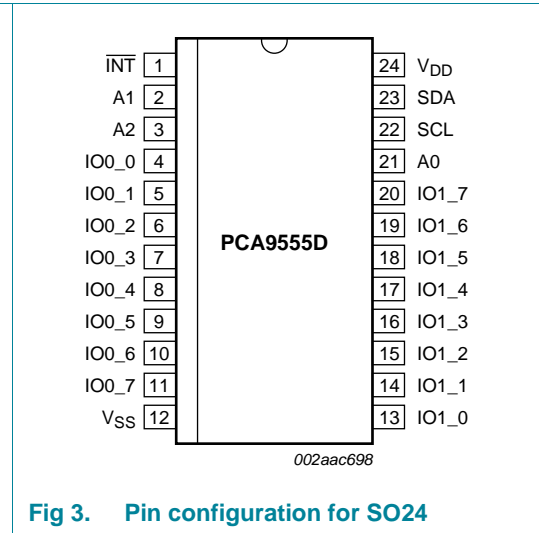 INT 1 24 VDD
A1 2 23 SDA
A2 3 22 SCL
IO0_0 4 21 A0
IO0_1 5 20 IO1_7
IO0_2 6 19 IO1_6
PCA9555D
IO0_3 7 18 IO1_5
IO0_4 8 17 IO1_4
IO0_5 9 16 IO1_3
IO0_6 10 15 IO1_2
IO0_7 11 14 IO1_1
VSS 12 13 IO1_0
002aac698
Fig 3. Pin configuration for SO24